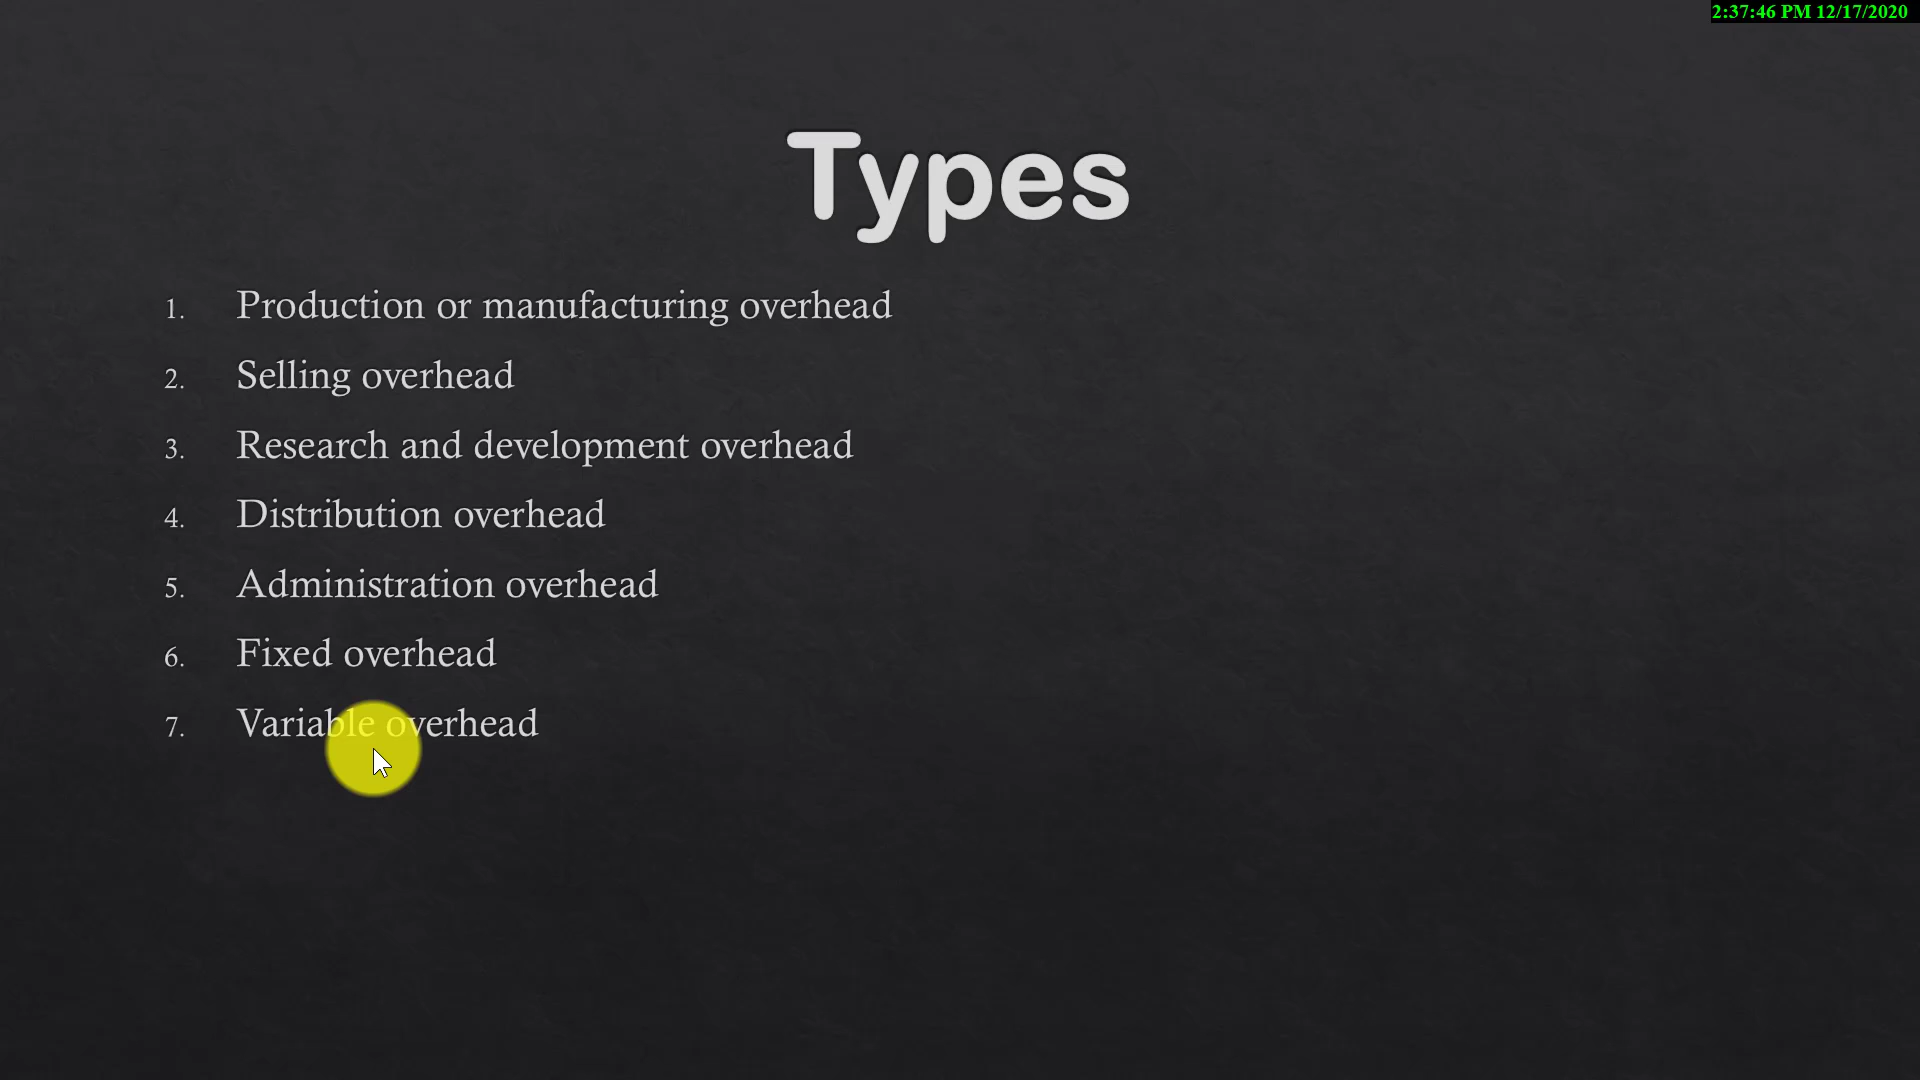 2:37:46 PM 12/17/2020
Types
1. Production or manufacturing overhead
2. Selling overhead
3. Research and development overhead
4. Distribution overhead
5. Administration overhead
6. Fixed overhead
7. Variable overhead